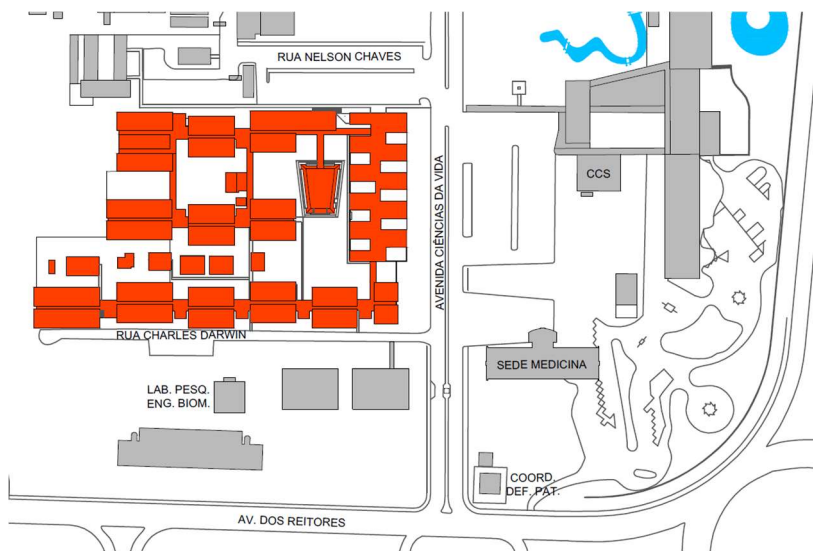 RUA NELSON CHAVES
CCS
AVENIDA CIÊNCIAS DA VIDA
RUA CHARLES DARWIN
SEDE MEDICINA
LAB. PESQ.
ENG. BIOM.
COORD.
DEF. PAT.
AV. DOS REITORES